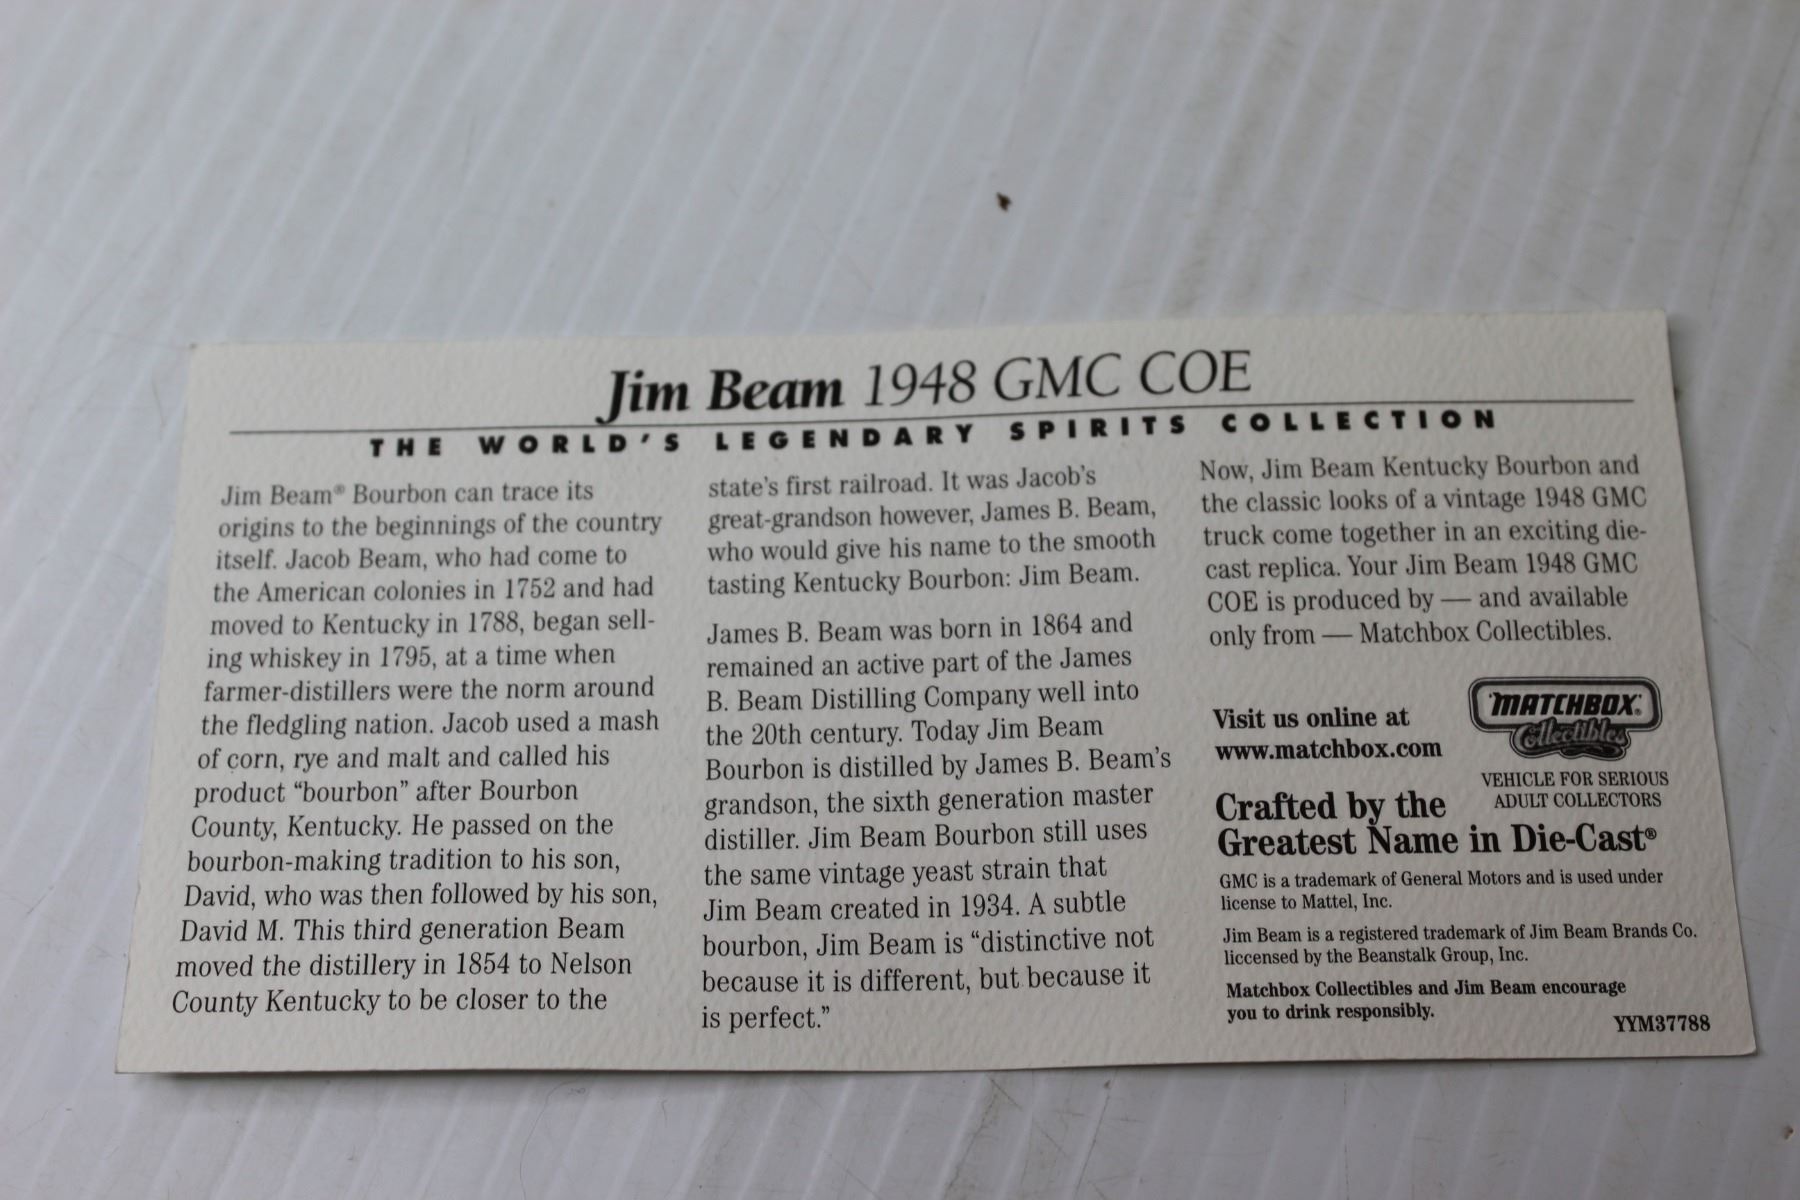 Jim Beam 1948 GMC COE
THE WORLD'S LEGENDARY SPIRITS COLLECTION
Jim Beam® Bourbon can trace its
origins to the beginnings of the country
itself. Jacob Beam, who had come to
the American colonies in 1752 and had
moved to Kentucky in 1788, began sell-
ing whiskey in 1795, at a time when
farmer-distillers were the norm around
the fledgling nation. Jacob used a mash
of corn, rye and malt and called his
product “bourbon” after Bourbon
County, Kentucky. He passed on the
bourbon-making tradition to his son,
David, who was then followed by his son,
David M. This third generation Beam
moved the distillery in 1854 to Nelson
County Kentucky to be closer to the
state's first railroad. It was Jacob's
great-grandson however, James B. Beam,
who would give his name to the smooth
tasting Kentucky Bourbon: Jim Beam.
James B. Beam was born in 1864 and
remained an active part of the James
B. Beam Distilling Company well into
the 20th century. Today Jim Beam
Bourbon is distilled by James B. Beam's
grandson, the sixth generation master
distiller. Jim Beam Bourbon still uses
the same vintage yeast strain that
Jim Beam created in 1934. A subtle
bourbon, Jim Beam is “distinctive not
because it is different, but because it
is perfect.”
Now, Jim Beam Kentucky Bourbon and
the classic looks of a vintage 1948 GMC
truck come together in an exciting die-
cast replica. Your Jim Beam 1948 GMC
COE is produced by — and available
only from — Matchbox Collectibles.
Visit us online at
www.matchbox.com
MATCHBOX®
Collectibles
VEHICLE FOR SERIOUS
ADULT COLLECTORS
Crafted by the
Greatest Name in Die-Cast®
GMC is a trademark of General Motors and is used under
license to Mattel, Inc.
Jim Beam is a registered trademark of Jim Beam Brands Co.
liccensed by the Beanstalk Group, Inc.
Matchbox Collectibles and Jim Beam encourage
you to drink responsibly.
YYM37788